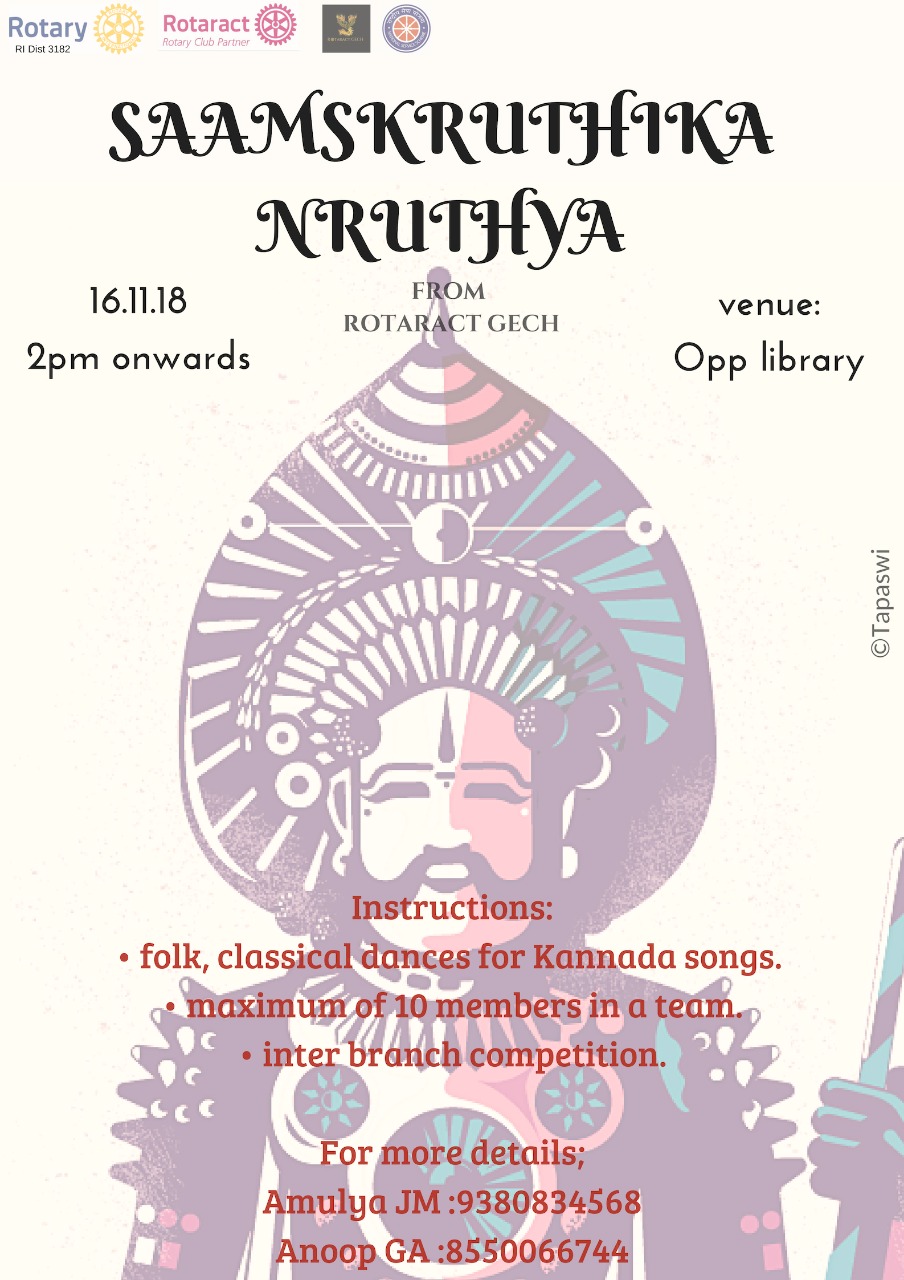 Rotary
RI Dist 3182
Rotaract
Rotary Club Partner
ROTARACT GECH
SAAMSKRUTHIKA
NRUTHYA
FROM
ROTARACT GECH
16.11.18
2pm onwards
venue:
Opp library
©Tapaswi
Instructions:
• folk, classical dances for Kannada songs.
• maximum of 10 members in a team.
• inter branch competition.
For more details;
Amulya JM :9380834568
Anoop GA :8550066744